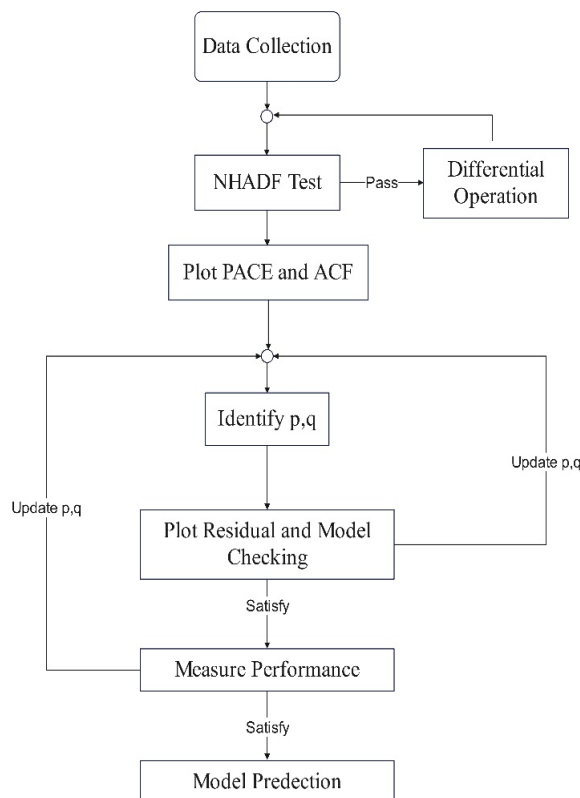 Data Collection
NHADF Test
Pass
Differential
Operation
Plot PACE and ACF
Identify p,q
Update p,q
Update p,q
Plot Residual and Model
Checking
Satisfy
Measure Performance
Satisfy
Model Predection